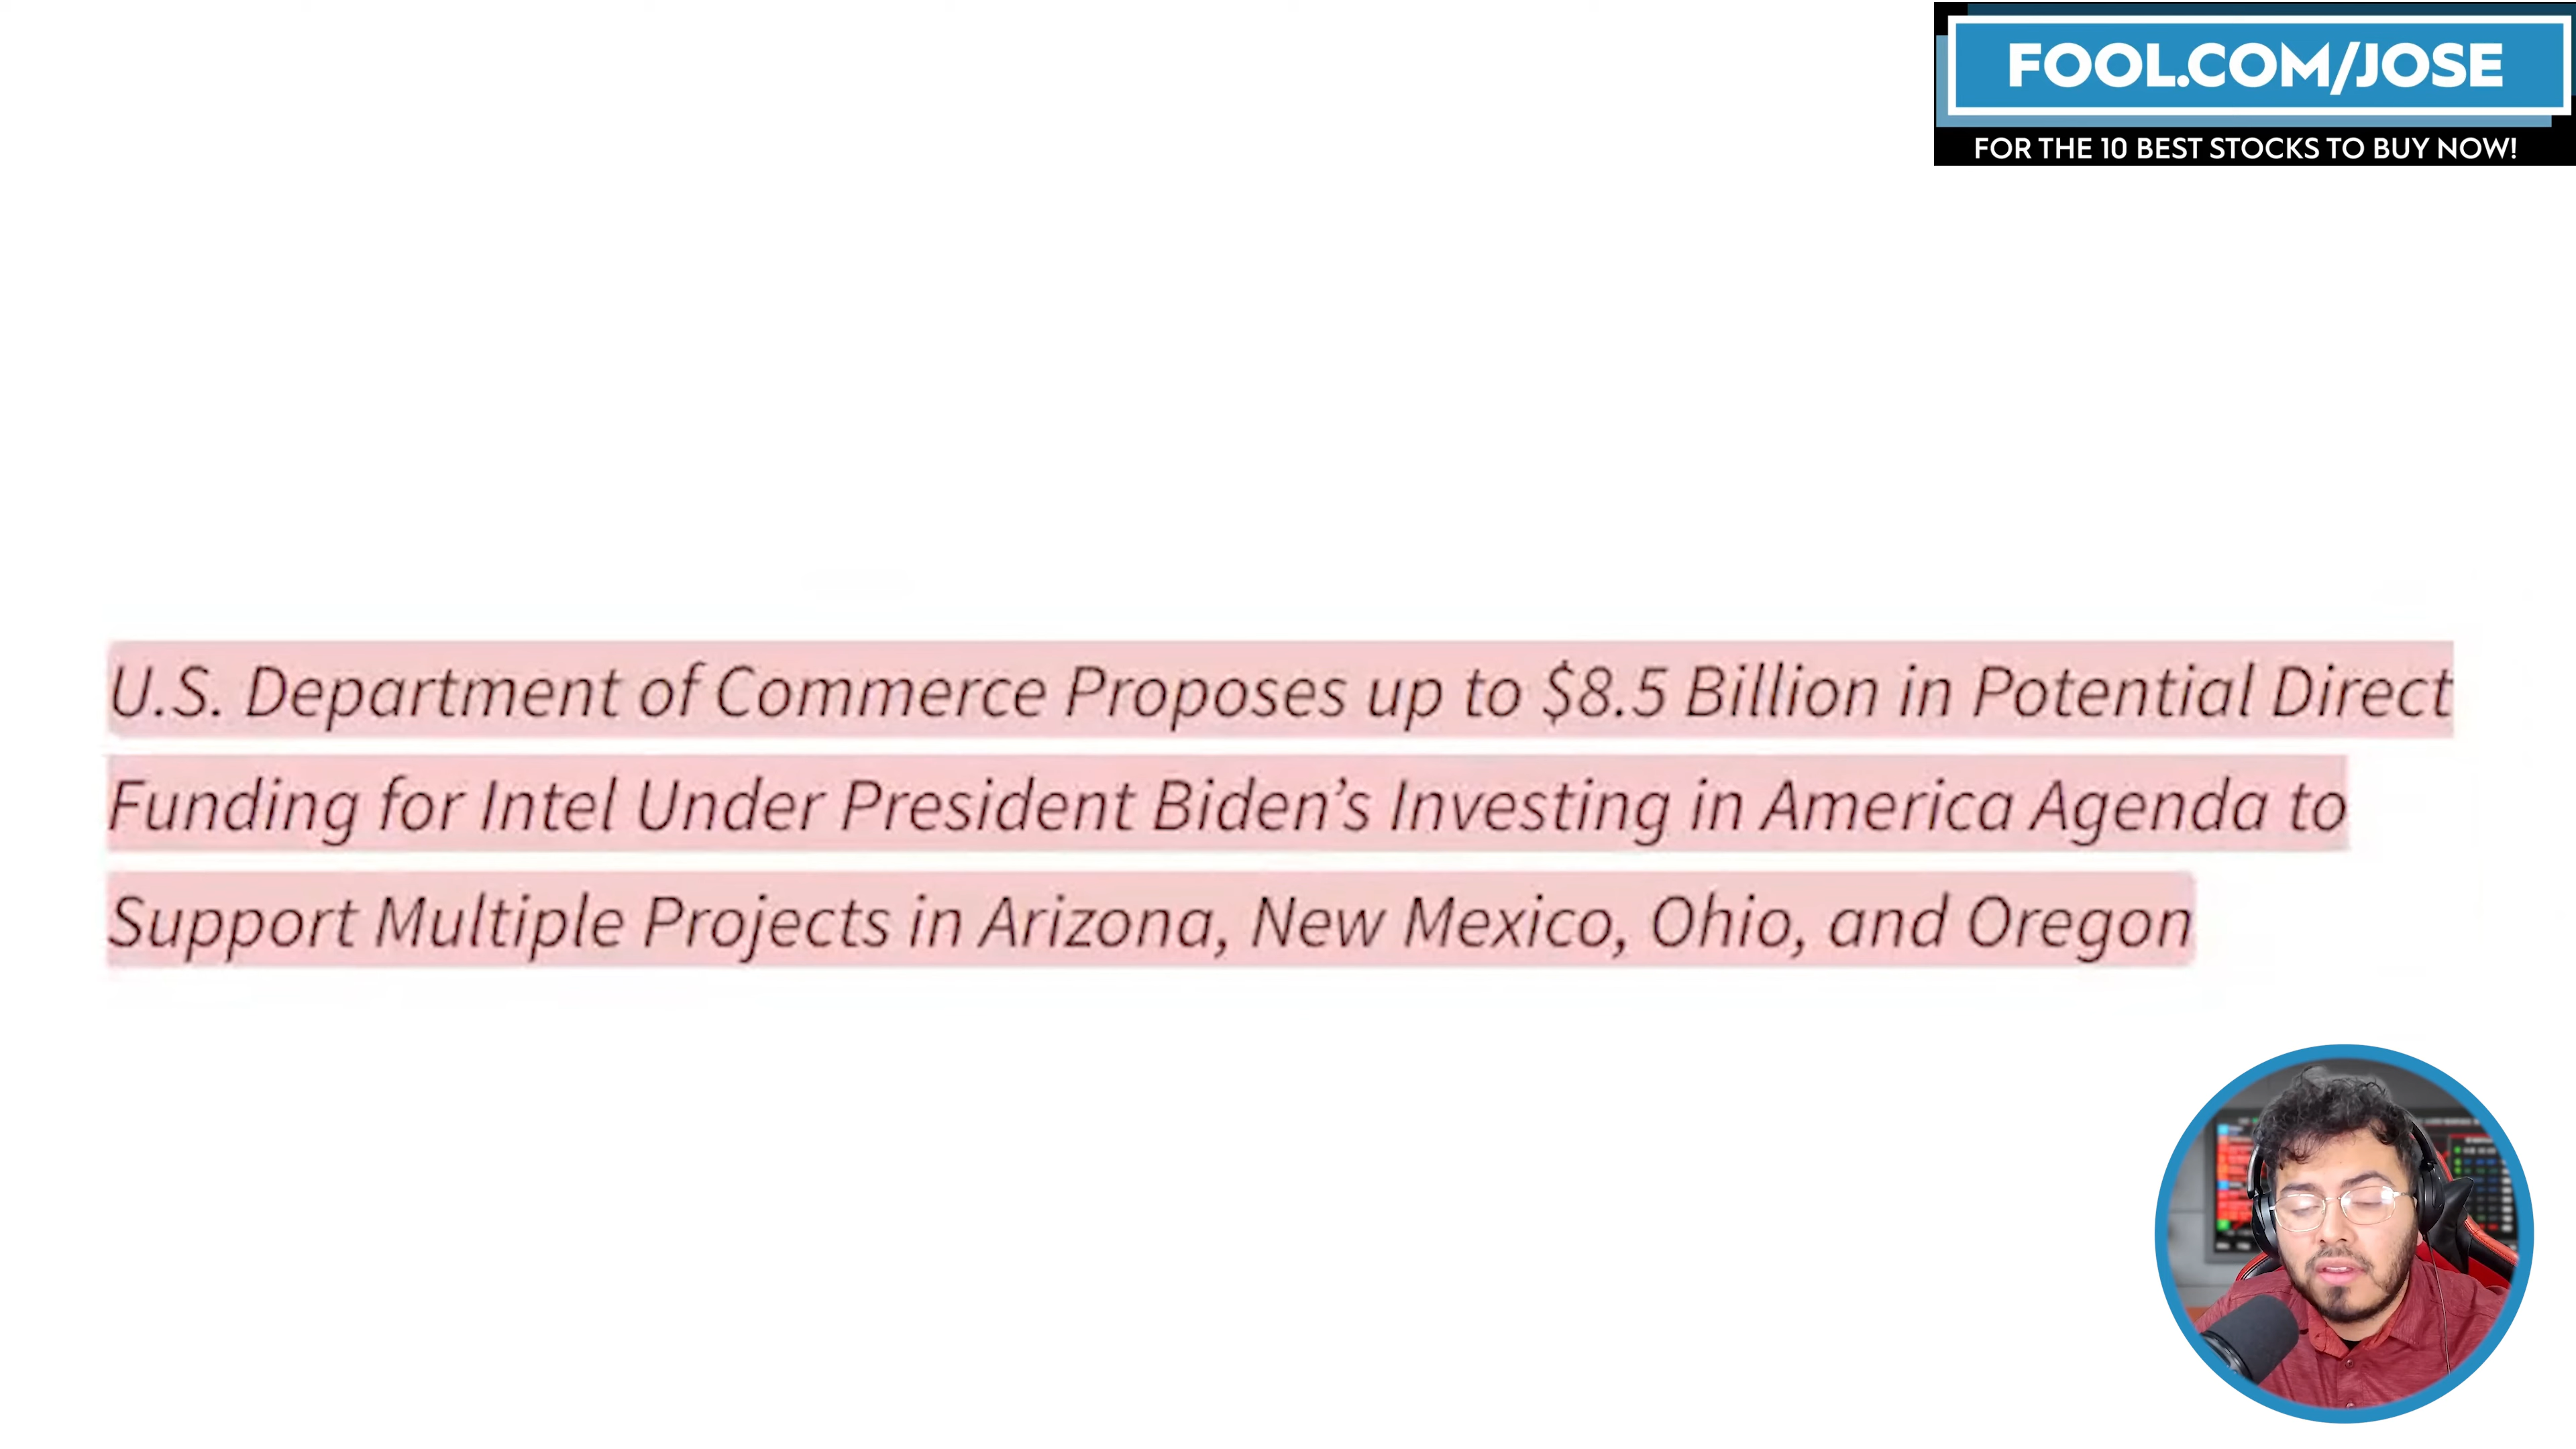 FOOL.COM/JOSE
FOR THE 10 BEST STOCKS TO BUY NOW!
U.S. Department of Commerce Proposes up to $8.5 Billion in Potential Direct
Funding for Intel Under President Biden’s Investing in America Agenda to
Support Multiple Projects in Arizona, New Mexico, Ohio, and Oregon